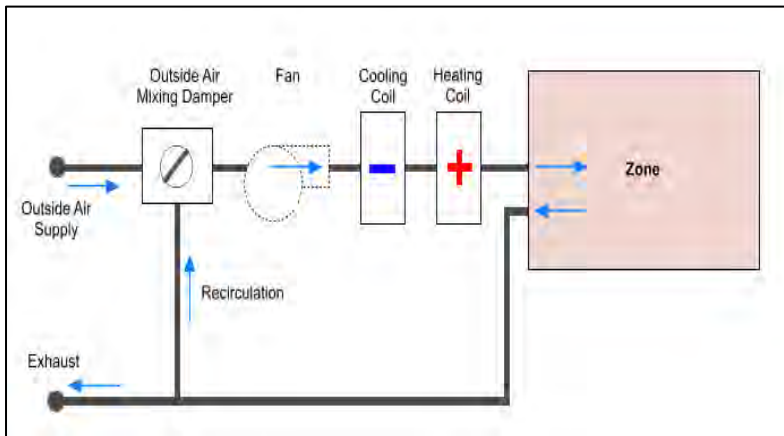 Outside Air
Mixing Damper
Fan
Cooling
Coil
Heating
Coil
Zone
Outside Air
Supply
Recirculation
Exhaust